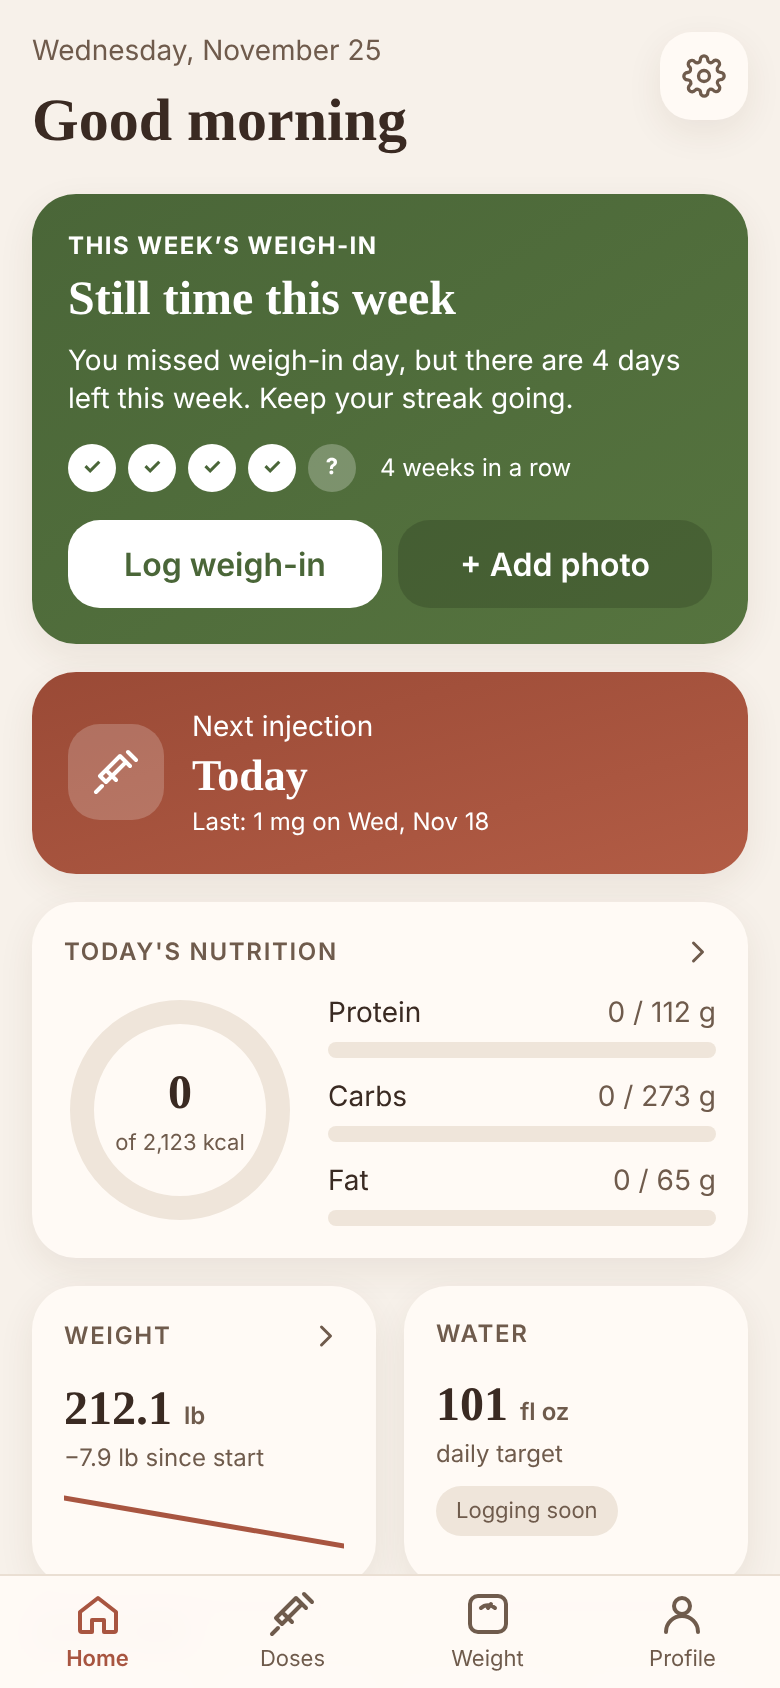 Wednesday, November 25
Good morning
THIS WEEK’S WEIGH-IN
Still time this week
You missed weigh-in day, but there are 4 days
left this week. Keep your streak going.
? 4 weeks in a row
Log weigh-in
+ Add photo
Next injection
Today
Last: 1 mg on Wed, Nov 18
TODAY'S NUTRITION
0
of 2,123 kcal
Protein 0 / 112 g
Carbs 0 / 273 g
Fat 0 / 65 g
WEIGHT
212.1 lb
−7.9 lb since start
WATER
101 fl oz
daily target
Logging soon
Home
Doses
Weight
Profile